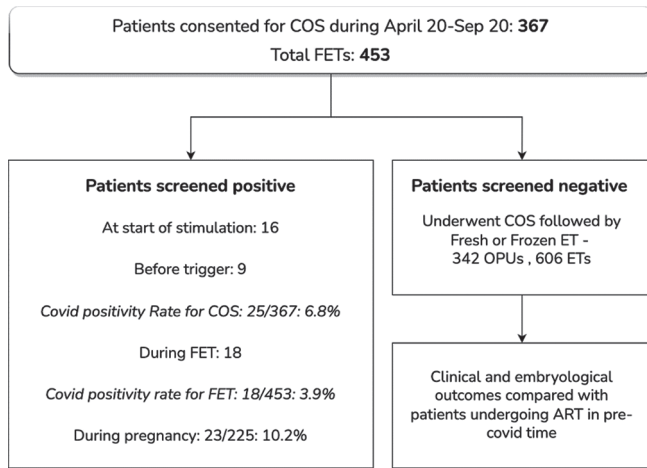 Patients consented for COS during April 20-Sep 20: 367
Total FETs: 453
Patients screened positive
At start of stimulation: 16
Before trigger: 9
Covid positivity Rate for COS: 25/367: 6.8%
During FET: 18
Covid positivity rate for FET: 18/453: 3.9%
During pregnancy: 23/225: 10.2%
Patients screened negative
Underwent COS followed by
Fresh or Frozen ET -
342 OPUs , 606 ETs
Clinical and embryological
outcomes compared with
patients undergoing ART in pre-
covid time